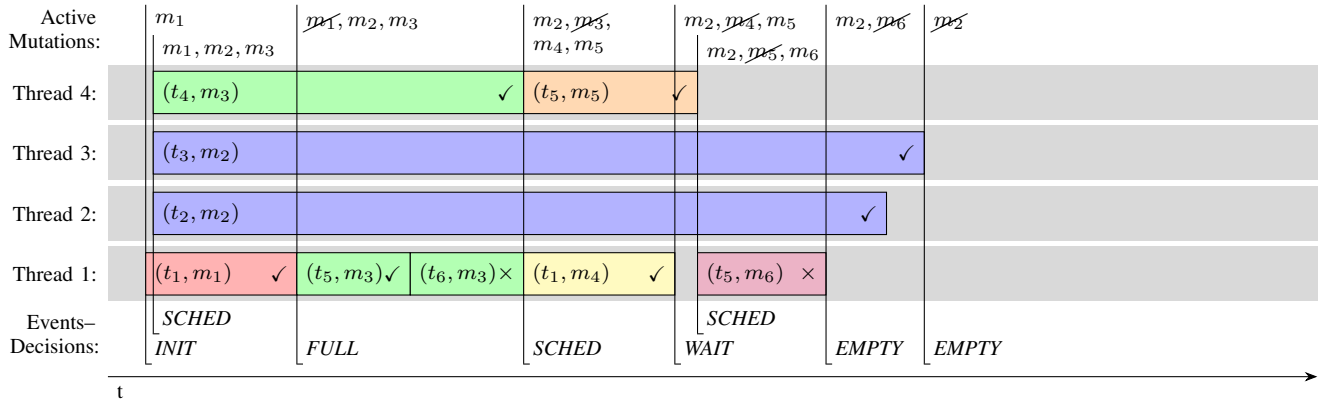 Active
Mutations:
m₁
m₁, m₂, m₃
m₁, m₂, m₃
m₂, m₃,
m₄, m₅
m₂, m₄, m₅
m₂, m₅, m₆
m₂, m₆
m₂
Thread 4: (t₄, m₃) ✓ (t₅, m₅) ✓
Thread 3: (t₃, m₂) ✓
Thread 2: (t₂, m₂) ✓
Thread 1: (t₁, m₁) ✓ (t₅, m₃) ✓ (t₆, m₃) × (t₁, m₄) ✓ (t₅, m₆) ×
Events–
Decisions:
SCHED
INIT
FULL
SCHED
WAIT
SCHED
EMPTY
EMPTY
t